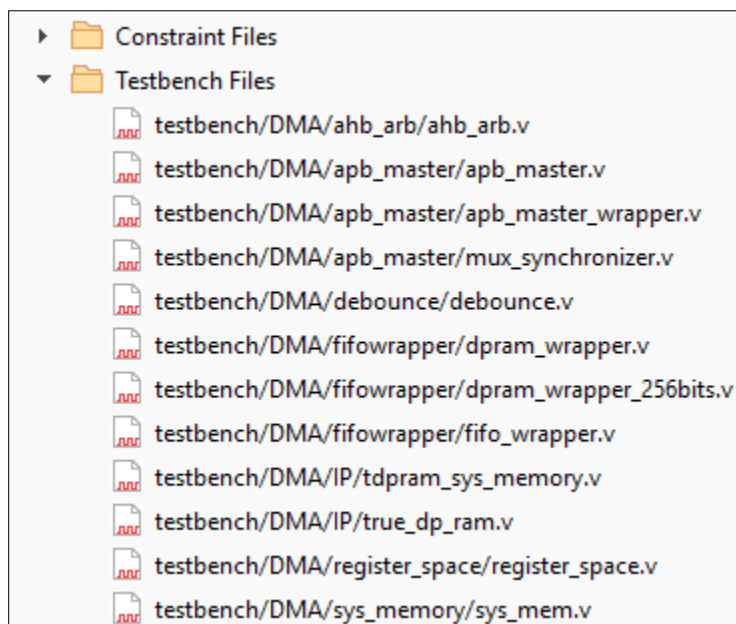 Constraint Files
Testbench Files
testbench/DMA/ahb_arb/ahb_arb.v
testbench/DMA/apb_master/apb_master.v
testbench/DMA/apb_master/apb_master_wrapper.v
testbench/DMA/apb_master/mux_synchronizer.v
testbench/DMA/debounce/debounce.v
testbench/DMA/fifowrapper/dpram_wrapper.v
testbench/DMA/fifowrapper/dpram_wrapper_256bits.v
testbench/DMA/fifowrapper/fifo_wrapper.v
testbench/DMA/IP/tdpram_sys_memory.v
testbench/DMA/IP/true_dp_ram.v
testbench/DMA/register_space/register_space.v
testbench/DMA/sys_memory/sys_mem.v